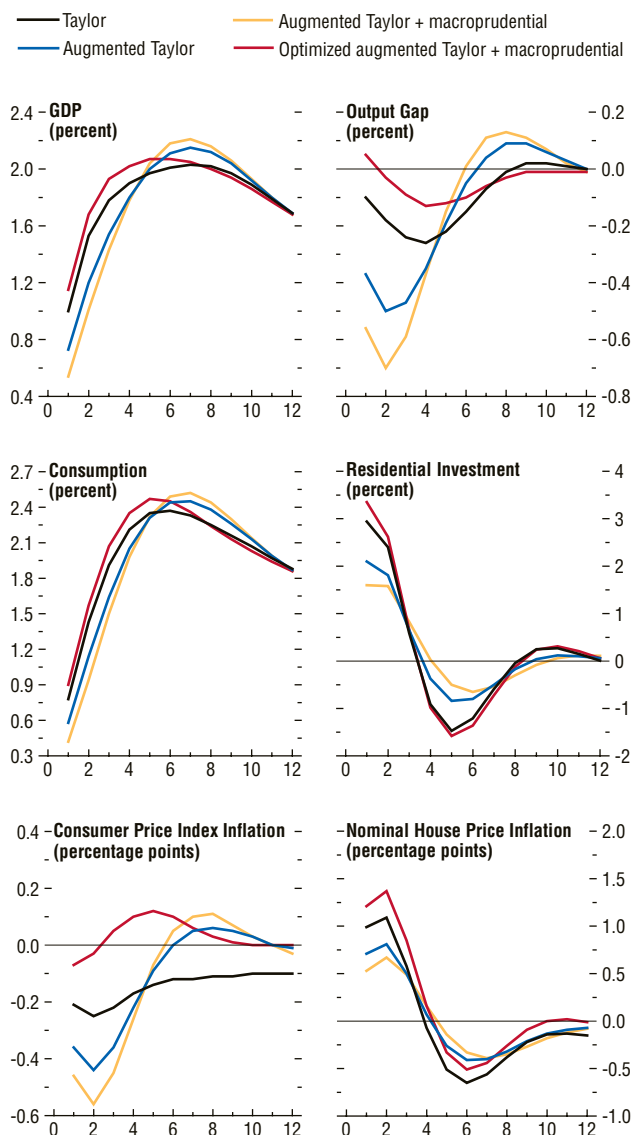 Taylor
Augmented Taylor + macroprudential
Augmented Taylor
Optimized augmented Taylor + macroprudential
GDP
(percent)
2.4
2.0
1.6
1.2
0.8
0.4
0 2 4 6 8 10 12
Output Gap
(percent)
0.2
0.0
-0.2
-0.4
-0.6
-0.8
0 2 4 6 8 10 12
Consumption
(percent)
2.7
2.4
2.1
1.8
1.5
1.2
0.9
0.6
0.3
0 2 4 6 8 10 12
Residential Investment
(percent)
4
3
2
1
0
-1
-2
0 2 4 6 8 10 12
Consumer Price Index Inflation
(percentage points)
0.4
0.2
0.0
-0.2
-0.4
-0.6
0 2 4 6 8 10 12
Nominal House Price Inflation
(percentage points)
2.0
1.5
1.0
0.5
0.0
-0.5
-1.0
0 2 4 6 8 10 12